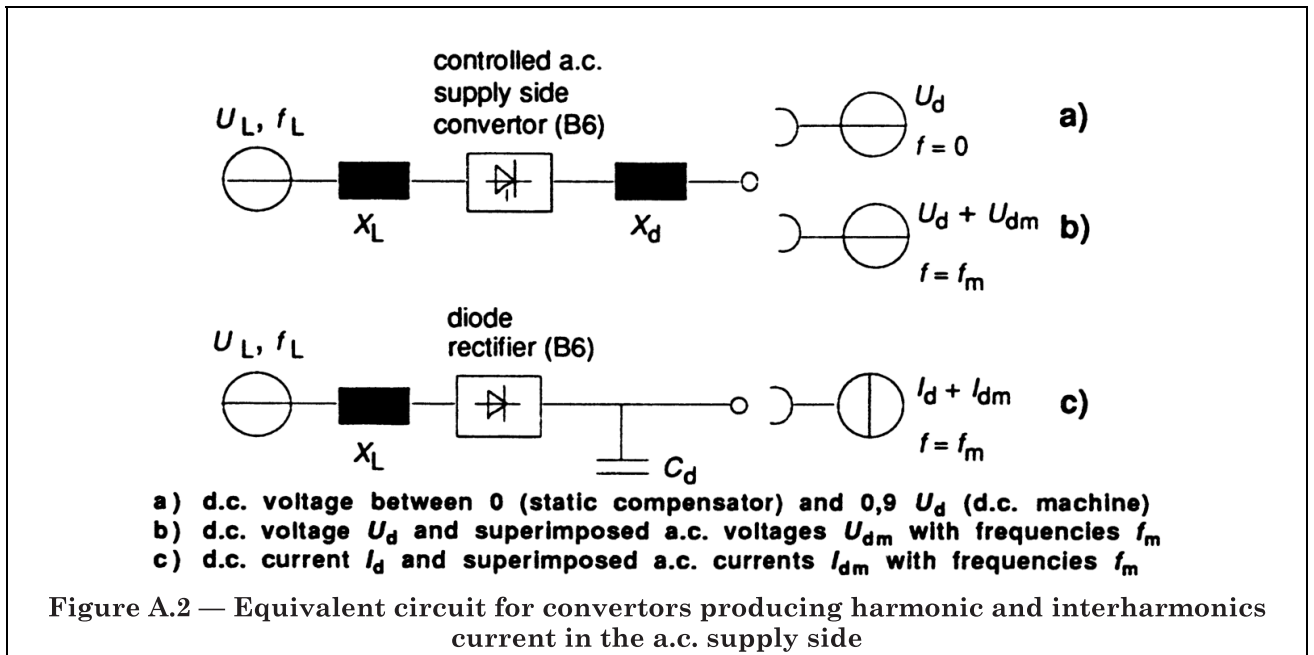 controlled a.c.
supply side
convertor (B6)
U_L, f_L
X_L
X_d
U_d
f = 0
a)
U_d + U_dm
f = f_m
b)
diode
rectifier (B6)
U_L, f_L
X_L
C_d
I_d + I_dm
f = f_m
c)
a) d.c. voltage between 0 (static compensator) and 0,9 U_d (d.c. machine)
b) d.c. voltage U_d and superimposed a.c. voltages U_dm with frequencies f_m
c) d.c. current I_d and superimposed a.c. currents I_dm with frequencies f_m
Figure A.2 — Equivalent circuit for convertors producing harmonic and interharmonics
current in the a.c. supply side